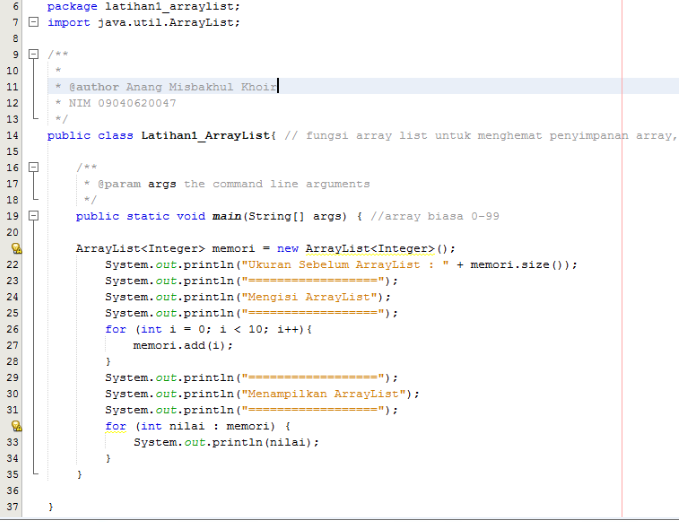 6 package latihan1_arraylist;
7 import java.util.ArrayList;
8
9 /**
10 *
11 * @author Anang Misbakhul Khoir
12 * NIM 09040620047
13 */
14 public class Latihan1_ArrayList{ // fungsi array list untuk menghemat penyimpanan array,
15
16 /**
17 * @param args the command line arguments
18 */
19 public static void main(String[] args) { //array biasa 0-99
20
ArrayList<Integer> memori = new ArrayList<Integer>();
22 System.out.println("Ukuran Sebelum ArrayList : " + memori.size());
23 System.out.println("==================");
24 System.out.println("Mengisi ArrayList");
25 System.out.println("==================");
26 for (int i = 0; i < 10; i++){
27 memori.add(i);
28 }
29 System.out.println("==================");
30 System.out.println("Menampilkan ArrayList");
31 System.out.println("==================");
for (int nilai : memori) {
33 System.out.println(nilai);
34 }
35 }
36
37 }